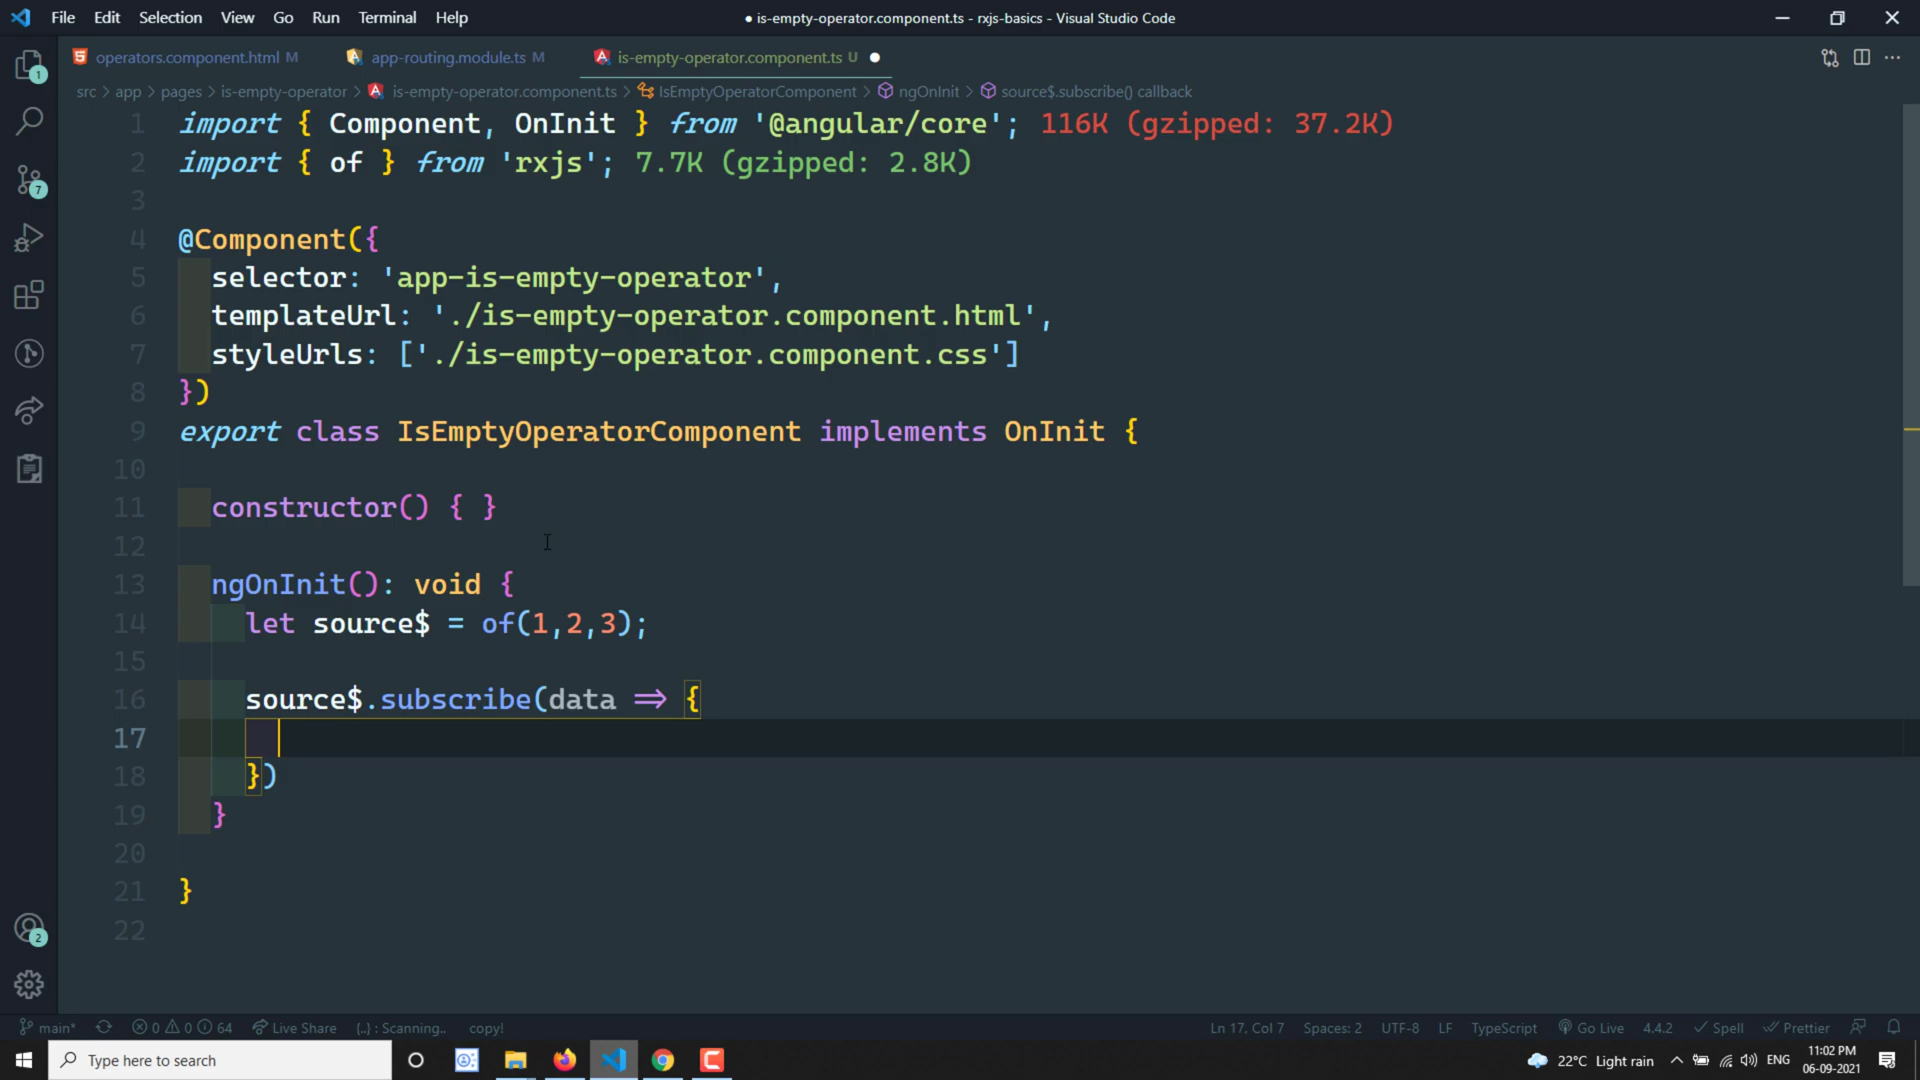 File Edit Selection View Go Run Terminal Help
● is-empty-operator.component.ts - rxjs-basics - Visual Studio Code
operators.component.html M
app-routing.module.ts M
is-empty-operator.component.ts U ●
src > app > pages > is-empty-operator > is-empty-operator.component.ts > IsEmptyOperatorComponent > ngOnInit > source$.subscribe() callback
1 import { Component, OnInit } from '@angular/core'; 116K (gzipped: 37.2K)
2 import { of } from 'rxjs'; 7.7K (gzipped: 2.8K)
3
4 @Component({
5 selector: 'app-is-empty-operator',
6 templateUrl: './is-empty-operator.component.html',
7 styleUrls: ['./is-empty-operator.component.css']
8 })
9 export class IsEmptyOperatorComponent implements OnInit {
10
11 constructor() { }
12
13 ngOnInit(): void {
14 let source$ = of(1,2,3);
15
16 source$.subscribe(data => {
17
18 })
19 }
20
21 }
22
1
7
2
main* 0 0 64 Live Share {..} : Scanning.. copy!
Ln 17, Col 7 Spaces: 2 UTF-8 LF TypeScript Go Live 4.4.2 Spell Prettier
Type here to search
22°C Light rain ENG
11:02 PM
06-09-2021